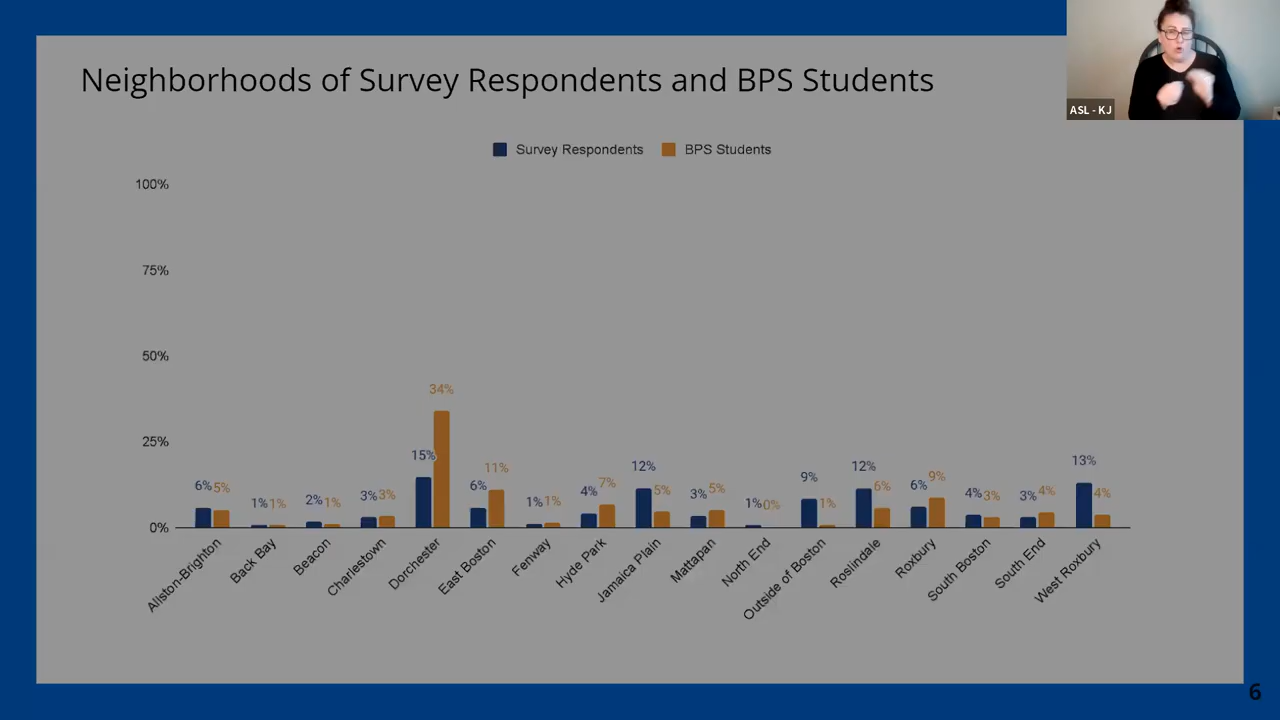 Neighborhoods of Survey Respondents and BPS Students
ASL - KJ
Survey Respondents BPS Students
100%
75%
50%
25%
0%
6% 5%
1% 1%
2% 1%
3% 3%
15% 34%
6% 11%
1% 1%
4% 7%
12% 5%
3% 5%
1% 0%
9% 1%
12% 6%
6% 9%
4% 3%
3% 4%
13% 4%
Allston-Brighton
Back Bay
Beacon
Charlestown
Dorchester
East Boston
Fenway
Hyde Park
Jamaica Plain
Mattapan
North End
Outside of Boston
Roslindale
Roxbury
South Boston
South End
West Roxbury
6